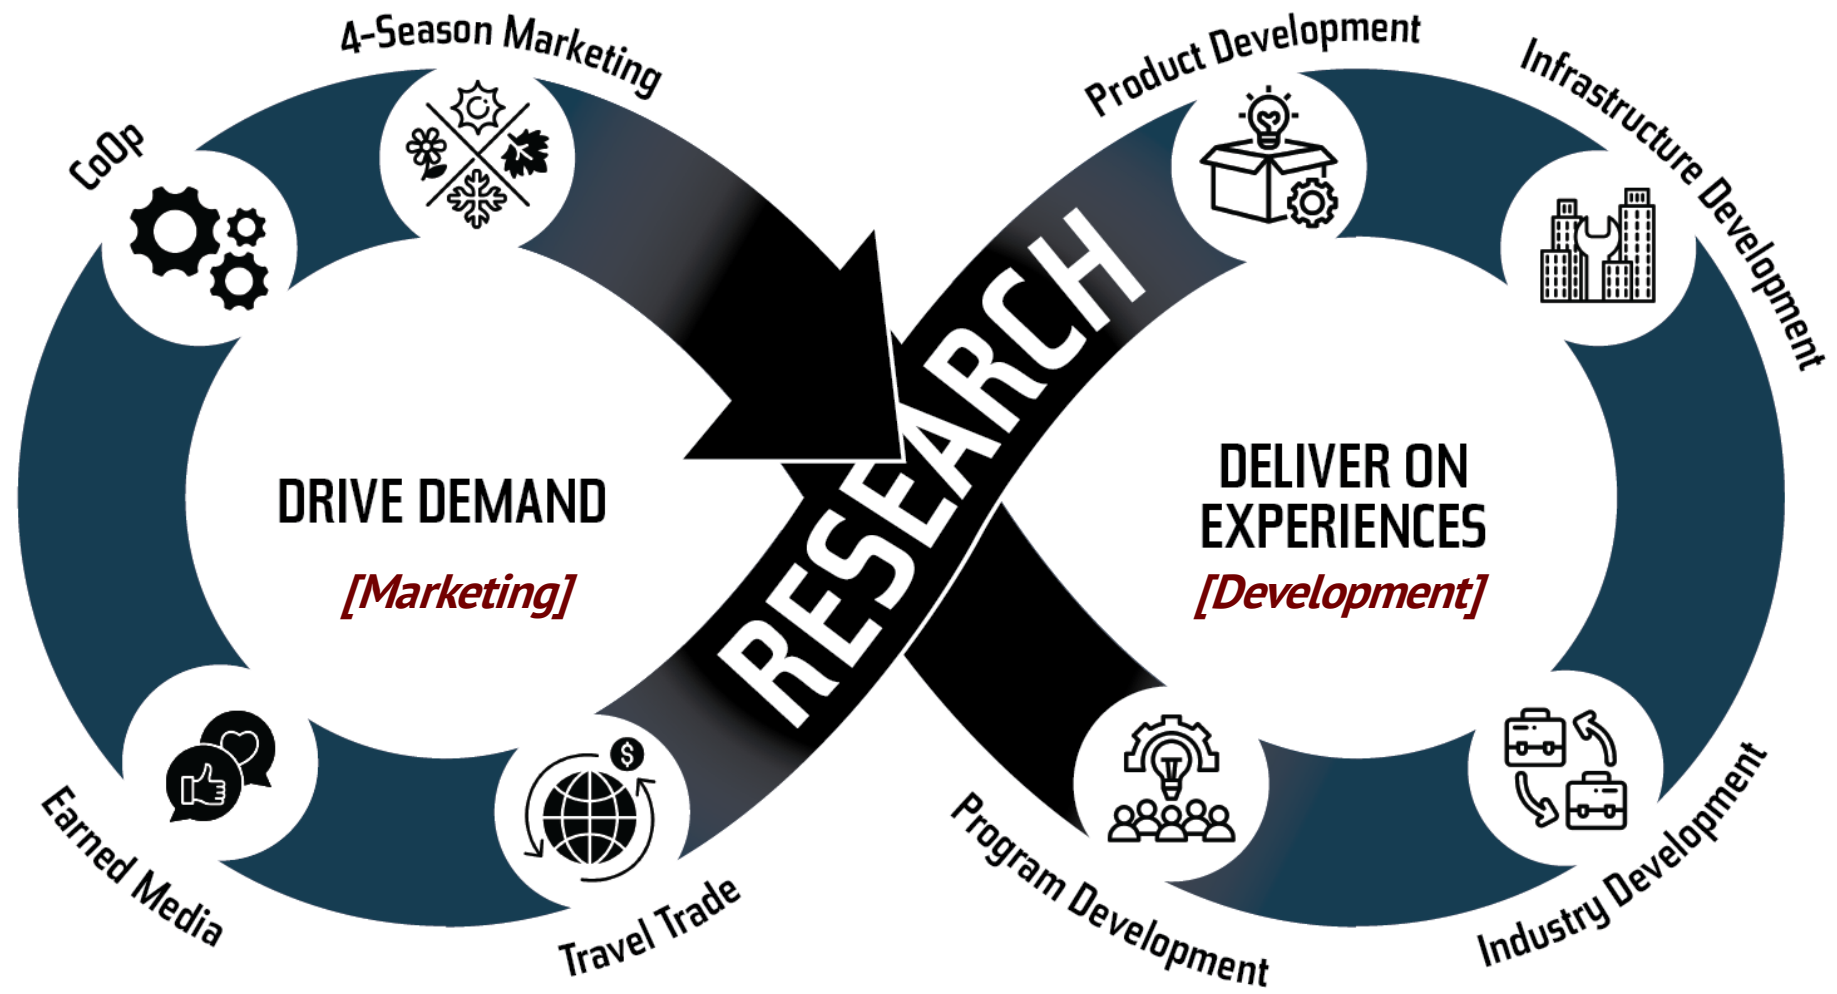 4-Season Marketing
CoOp
Earned Media
Travel Trade
DRIVE DEMAND
[Marketing]
RESEARCH
Product Development
Infrastructure Development
DELIVER ON
EXPERIENCES
[Development]
Program Development
Industry Development
$